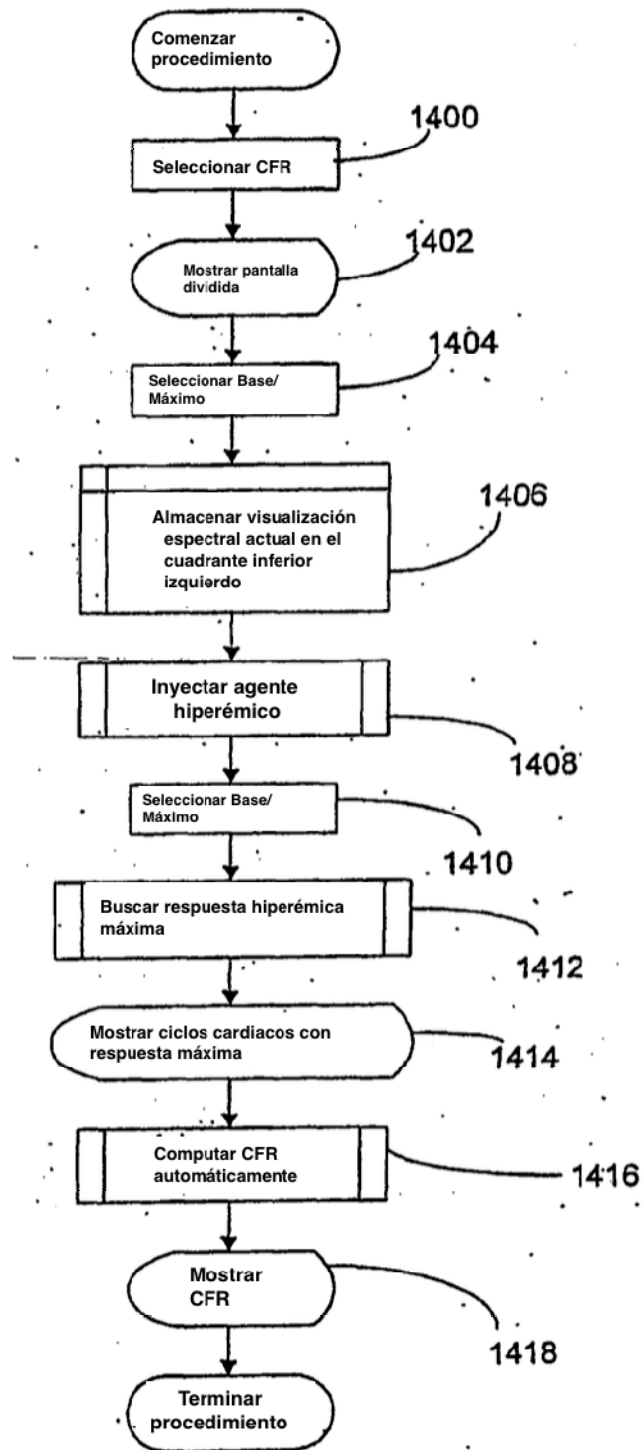 Comenzar
procedimiento
1400
Seleccionar CFR
1402
Mostrar pantalla
dividida
1404
Seleccionar Base/
Máximo
1406
Almacenar visualización
espectral actual en el
cuadrante inferior
izquierdo
Inyectar agente
hiperémico
1408
Seleccionar Base/
Máximo
1410
Buscar respuesta hiperémica
máxima
1412
Mostrar ciclos cardiacos con
respuesta máxima
1414
Computar CFR
automáticamente
1416
Mostrar
CFR
1418
Terminar
procedimiento